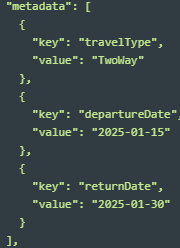 "metadata": [
{
"key": "travelType",
"value": "TwoWay"
},
{
"key": "departureDate",
"value": "2025-01-15"
},
{
"key": "returnDate",
"value": "2025-01-30"
}
],